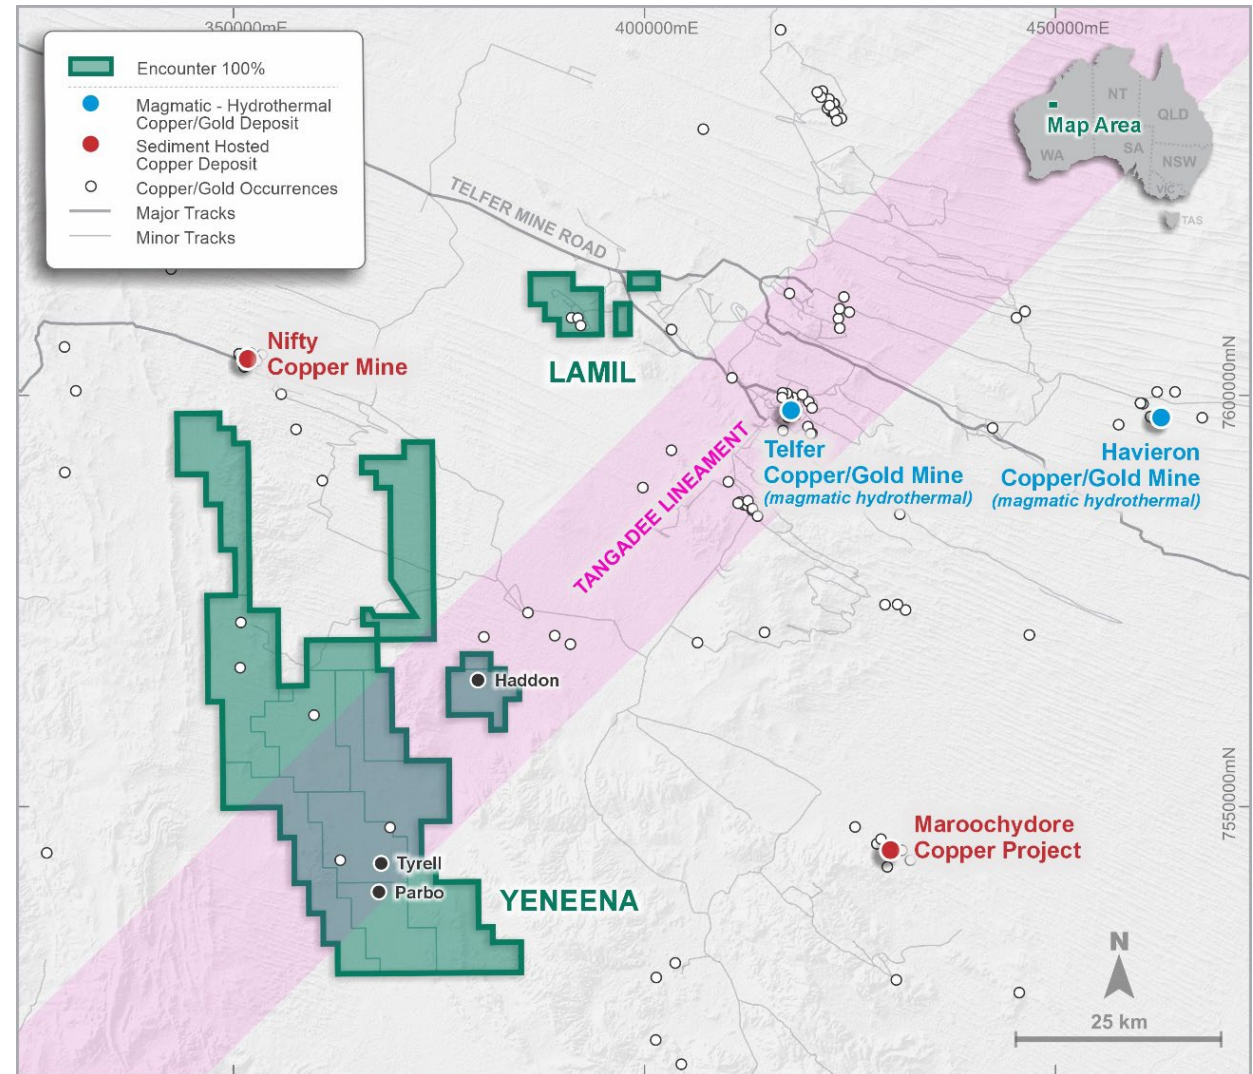 350000mE
400000mE
450000mE
Encounter 100%
Magmatic - Hydrothermal
Copper/Gold Deposit
Sediment Hosted
Copper Deposit
Copper/Gold Occurrences
Major Tracks
Minor Tracks
NT
QLD
Map Area
WA
SA
NSW
VIC
TAS
TELFER MINE ROAD
Nifty
Copper Mine
LAMIL
7600000mN
TANGADEE LINEAMENT
Telfer
Copper/Gold Mine
(magmatic hydrothermal)
Havieron
Copper/Gold Mine
(magmatic hydrothermal)
Haddon
7550000mN
Maroochydore
Copper Project
Tyrell
Parbo
YENEENA
N
25 km